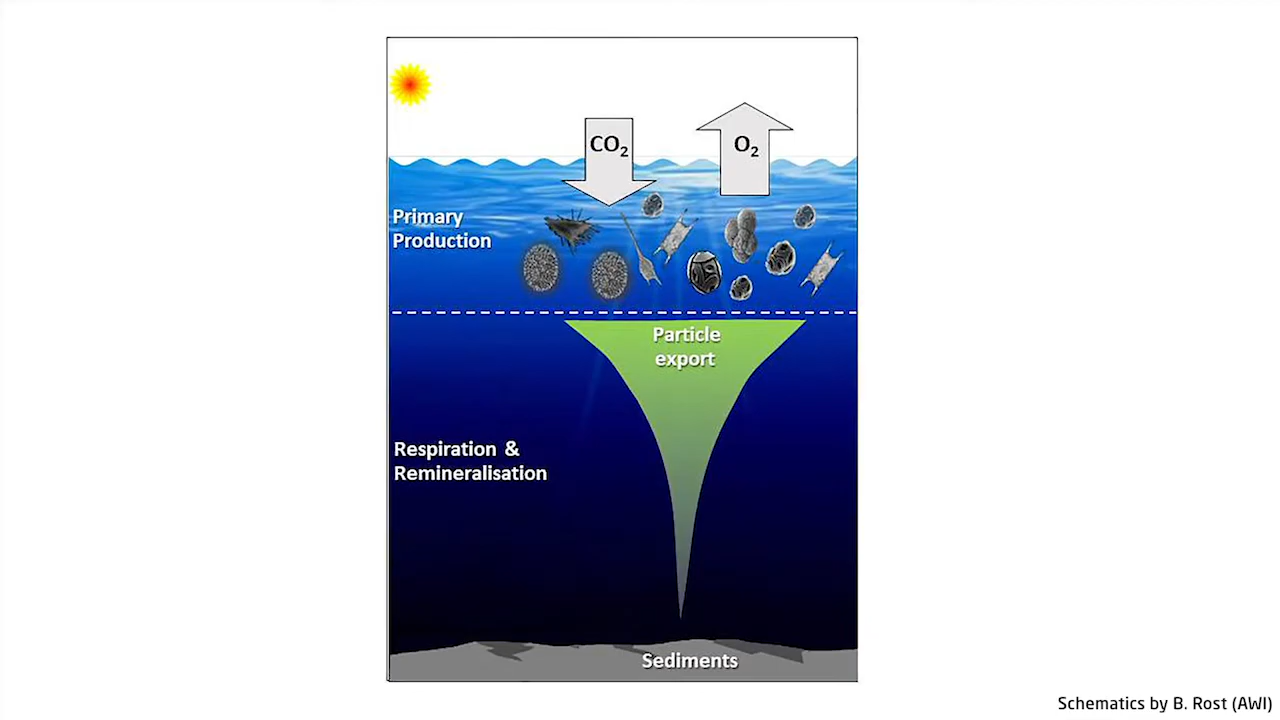 CO₂
O₂
Primary
Production
Particle
export
Respiration &
Remineralisation
Sediments
Schematics by B. Rost (AWI)